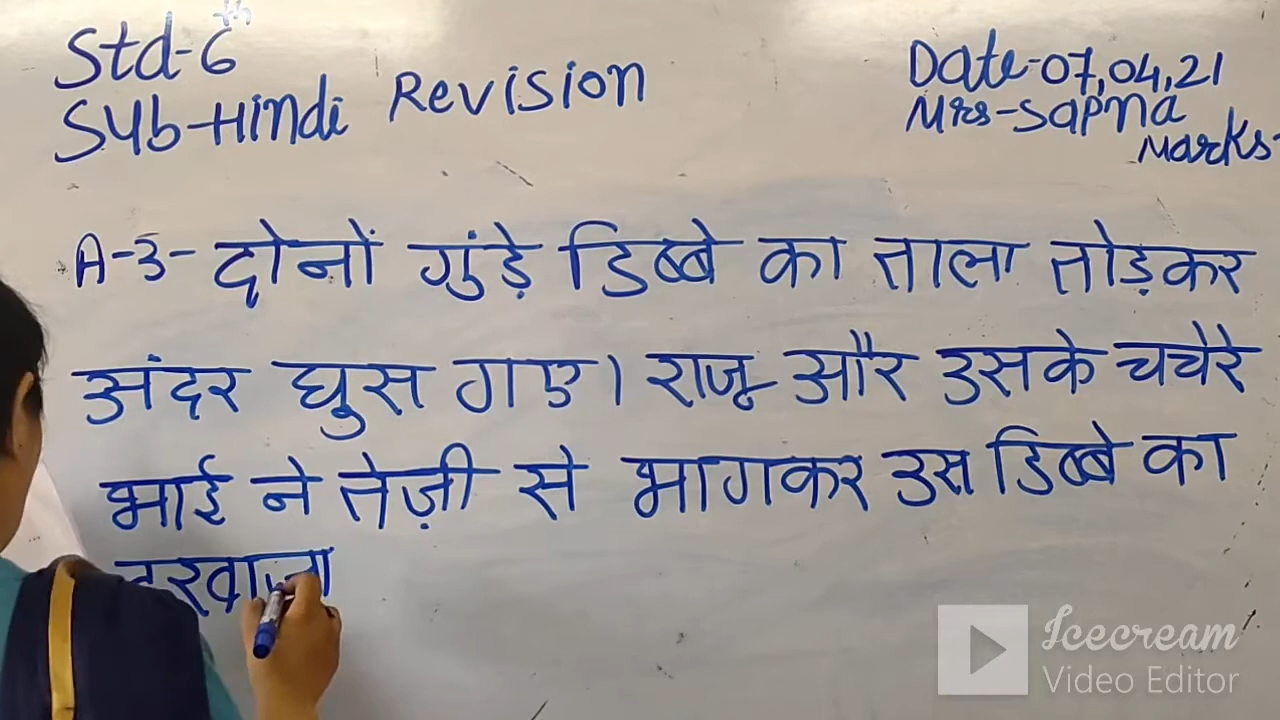 Std-6th
Sub-Hindi Revision
Date-07,04,21
Mrs-Sapna
Marks-
A-3- दोनों गुंड़े डिब्बे का ताला तोड़कर
अंदर घुस गए। राजू और उसके चचेरे
भाई ने तेज़ी से भागकर उस डिब्बे का
दरवाजा
Icecream
Video Editor